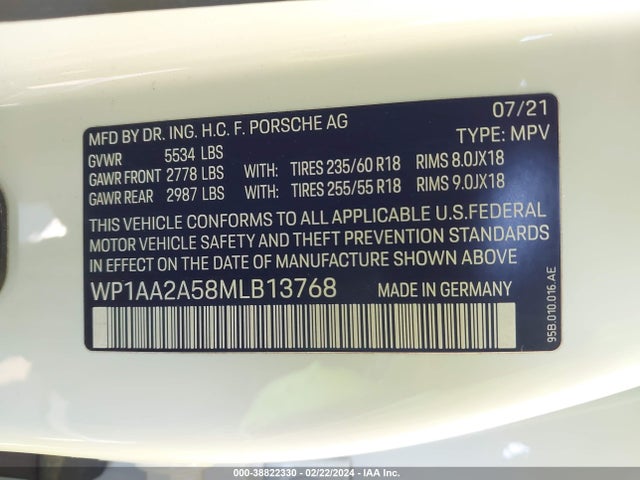 07/21
MFD BY DR. ING. H.C. F. PORSCHE AG
TYPE: MPV
GVWR 5534 LBS
GAWR FRONT 2778 LBS WITH: TIRES 235/60 R18 RIMS 8.0JX18
GAWR REAR 2987 LBS WITH: TIRES 255/55 R18 RIMS 9.0JX18
THIS VEHICLE CONFORMS TO ALL APPLICABLE U.S.FEDERAL
MOTOR VEHICLE SAFETY AND THEFT PREVENTION STANDARDS
IN EFFECT ON THE DATE OF MANUFACTURE SHOWN ABOVE
WP1AA2A58MLB13768 MADE IN GERMANY
95B.010.016.AE
000-38822330 - 02/22/2024 - IAA Inc.